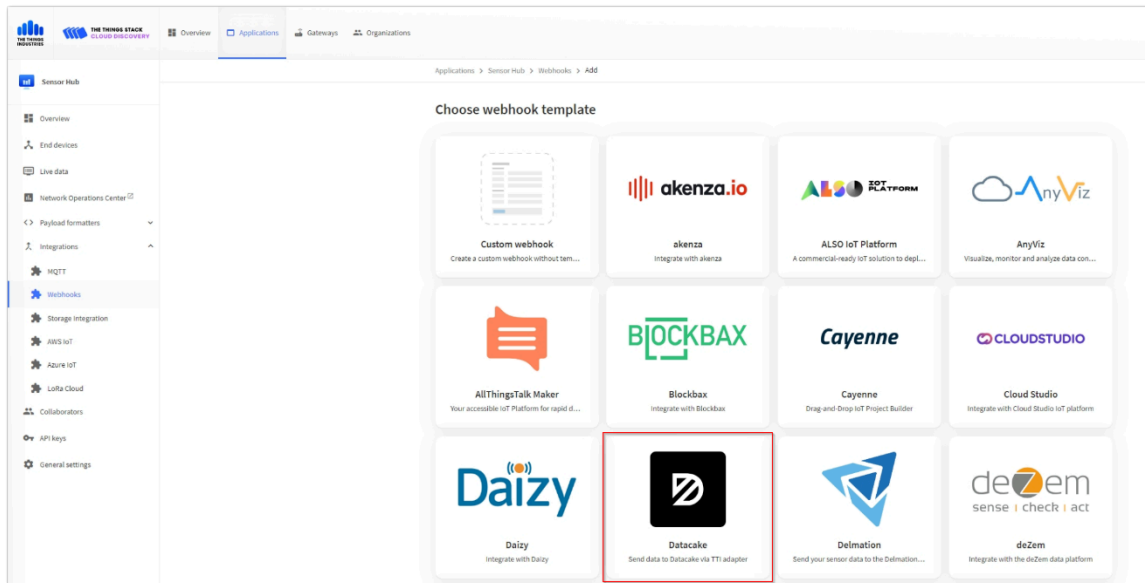 THE THINGS INDUSTRIES
THE THINGS STACK
CLOUD DISCOVERY
Overview
Applications
Gateways
Organizations
Sensor Hub
Applications > Sensor Hub > Webhooks > Add
Overview
End devices
Live data
Network Operations Center
Payload formatters
Integrations
MQTT
Webhooks
Storage Integration
AWS IoT
Azure IoT
LoRa Cloud
Collaborators
API keys
General settings
Choose webhook template
Custom webhook
Create a custom webhook without tem...
akenza.io
akenza
Integrate with akenza
ALSO IOT PLATFORM
ALSO IoT Platform
A commercial-ready IoT solution to depl...
AnyViz
AnyViz
Visualize, monitor and analyze data con...
AllThingsTalk Maker
Your accessible IoT Platform for rapid d...
BLOCKBAX
Blockbax
Integrate with Blockbax
Cayenne
Cayenne
Drag-and-Drop IoT Project Builder
CLOUDSTUDIO
Cloud Studio
Integrate with Cloud Studio IoT platform
Daizy
Daizy
Integrate with Daizy
Datacake
Send data to Datacake via TTI adapter
Delmation
Send your sensor data to the Delmation...
deZem
sense | check | act
deZem
Integrate with the deZem data platform